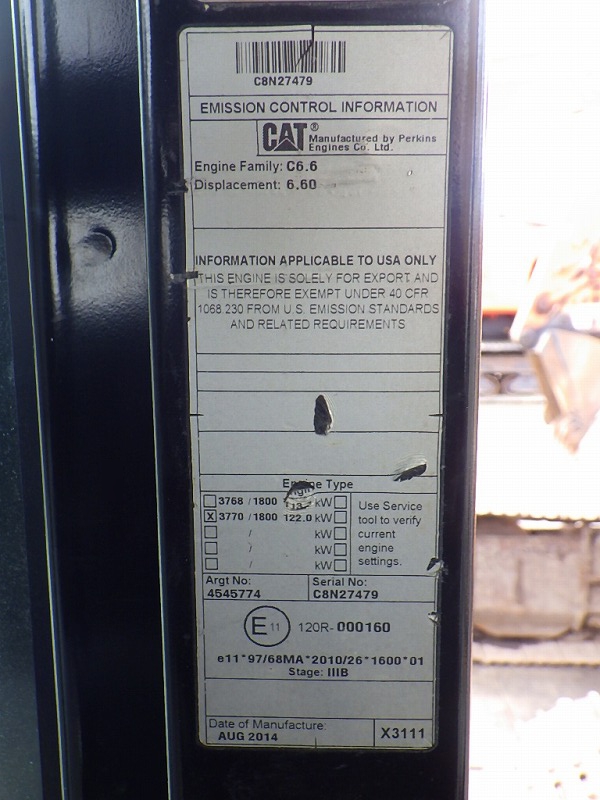 C8N27479
EMISSION CONTROL INFORMATION
CAT® Manufactured by Perkins
Engines Co. Ltd.
Engine Family: C6.6
Displacement: 6.60
INFORMATION APPLICABLE TO USA ONLY
THIS ENGINE IS SOLELY FOR EXPORT AND
IS THEREFORE EXEMPT UNDER 40 CFR
1068.230 FROM U.S. EMISSION STANDARDS
AND RELATED REQUIREMENTS
Engine Type
3768 / 1800 kW
X 3770 / 1800 122.0 kW
/ kW
/ kW
/ kW
Use Service
tool to verify
current
engine
settings.
Argt No:
4545774
Serial No:
C8N27479
E 11 120R-000160
e11*97/68MA*2010/26*1600*01
Stage: IIIB
Date of Manufacture:
AUG 2014
X3111